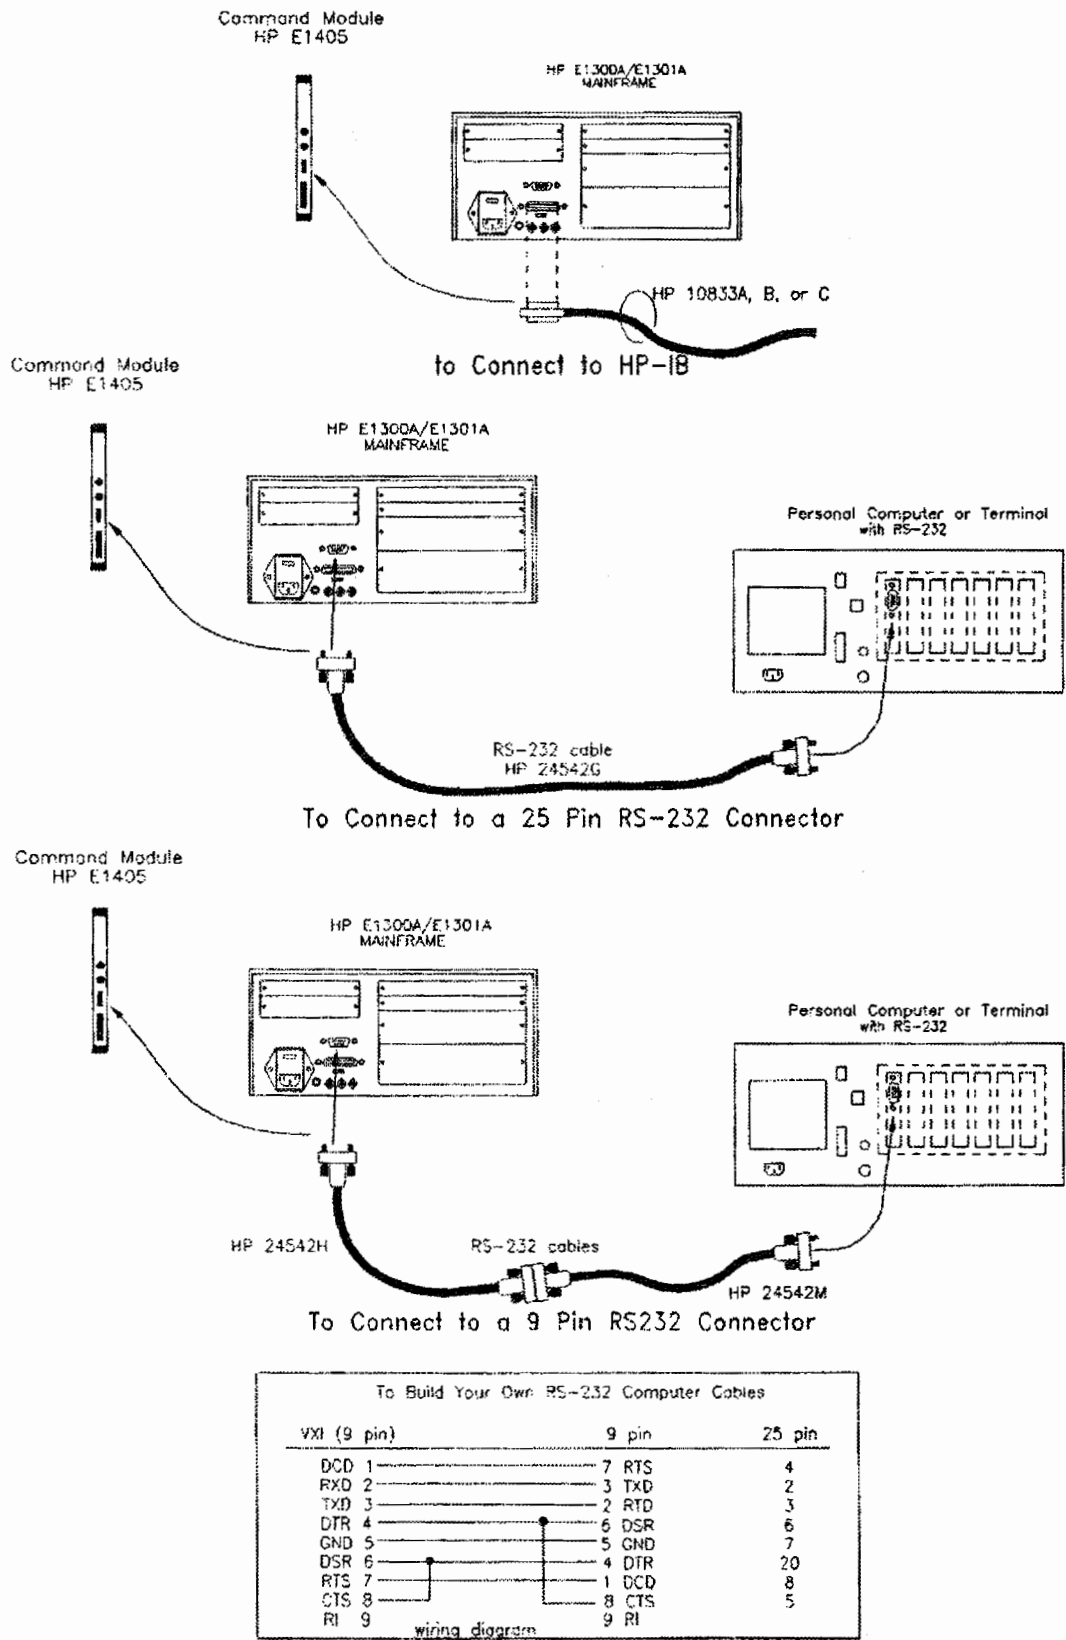 Command Module
HP E1405
HP E1300A/E1301A
MAINFRAME
HP 10833A, B, or C
to Connect to HP-IB
Command Module
HP E1405
HP E1300A/E1301A
MAINFRAME
Personal Computer or Terminal
with RS-232
RS-232 cable
HP 24542G
To Connect to a 25 Pin RS-232 Connector
Command Module
HP E1405
HP E1300A/E1301A
MAINFRAME
Personal Computer or Terminal
with RS-232
HP 24542H
RS-232 cables
HP 24542M
To Connect to a 9 Pin RS232 Connector
To Build Your Own RS-232 Computer Cables
VXI (9 pin) 9 pin 25 pin
DCD 1 7 RTS 4
RXD 2 3 TXD 2
TXD 3 2 RTD 3
DTR 4 6 DSR 6
GND 5 5 GND 7
DSR 6 4 DTR 20
RTS 7 1 DCD 8
CTS 8 8 CTS 5
RI 9 9 RI
wiring diagram